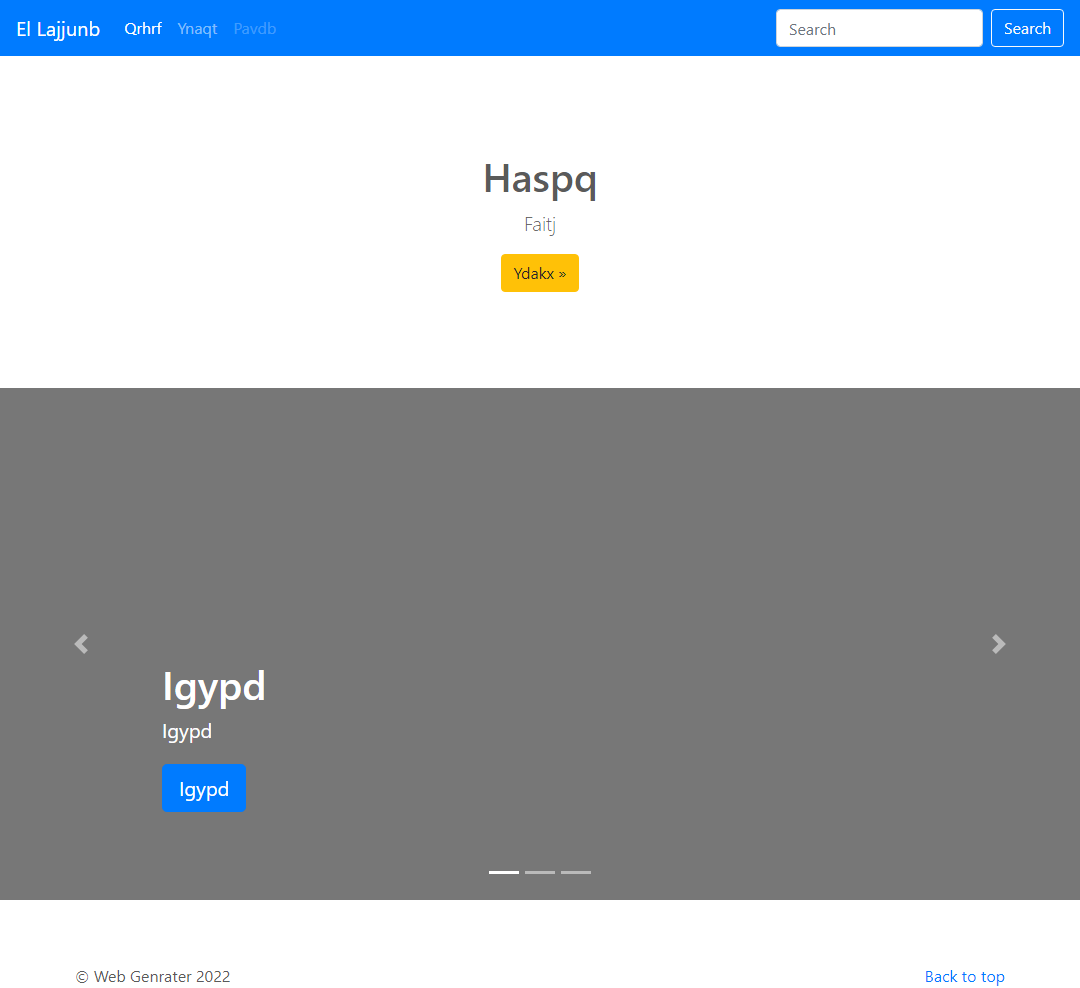 El Lajjunb Qrhrf Ynaqt Pavdb Search Search
Haspq
Faitj
Ydakx »
Igypd
Igypd
Igypd
© Web Genrater 2022 Back to top